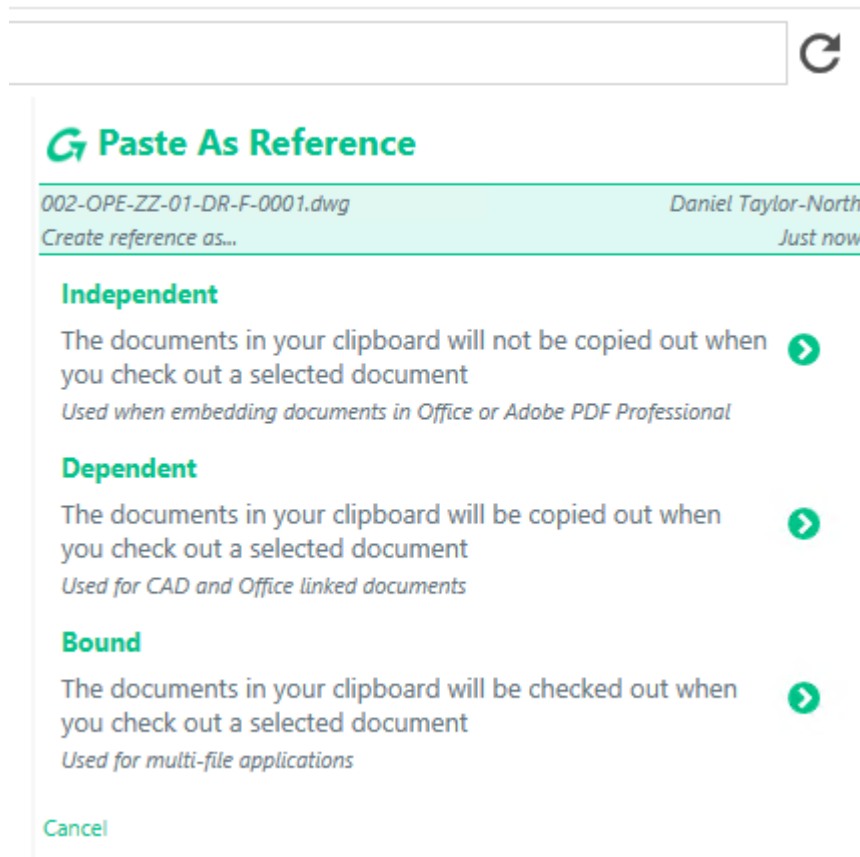 Paste As Reference
002-OPE-ZZ-01-DR-F-0001.dwg Daniel Taylor-North
Create reference as... Just now
Independent
The documents in your clipboard will not be copied out when
you check out a selected document
Used when embedding documents in Office or Adobe PDF Professional
Dependent
The documents in your clipboard will be copied out when
you check out a selected document
Used for CAD and Office linked documents
Bound
The documents in your clipboard will be checked out when
you check out a selected document
Used for multi-file applications
Cancel